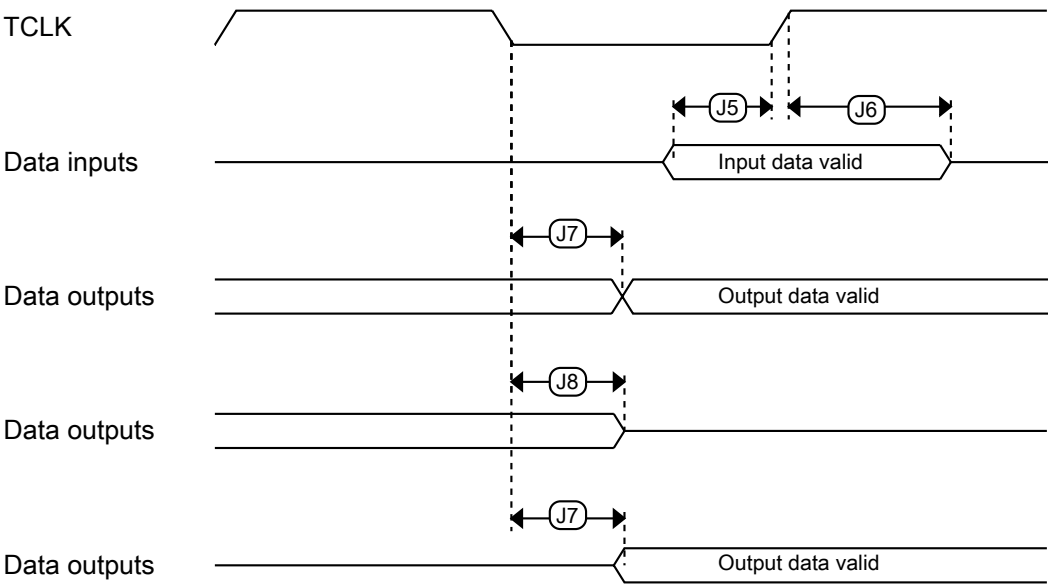 TCLK
J5
J6
Data inputs
Input data valid
J7
Data outputs
Output data valid
J8
Data outputs
J7
Data outputs
Output data valid